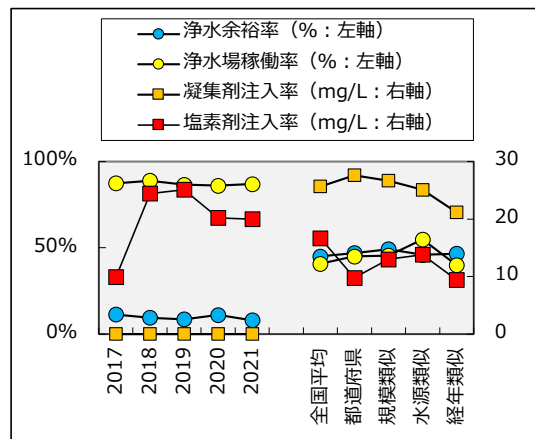 浄水余裕率（%：左軸）
浄水場稼働率（%：左軸）
凝集剤注入率（mg/L：右軸）
塩素剤注入率（mg/L：右軸）
100%
50%
0%
30
20
10
0
2017
2018
2019
2020
2021
全国平均
都道府県
規模類似
水源類似
経年類似